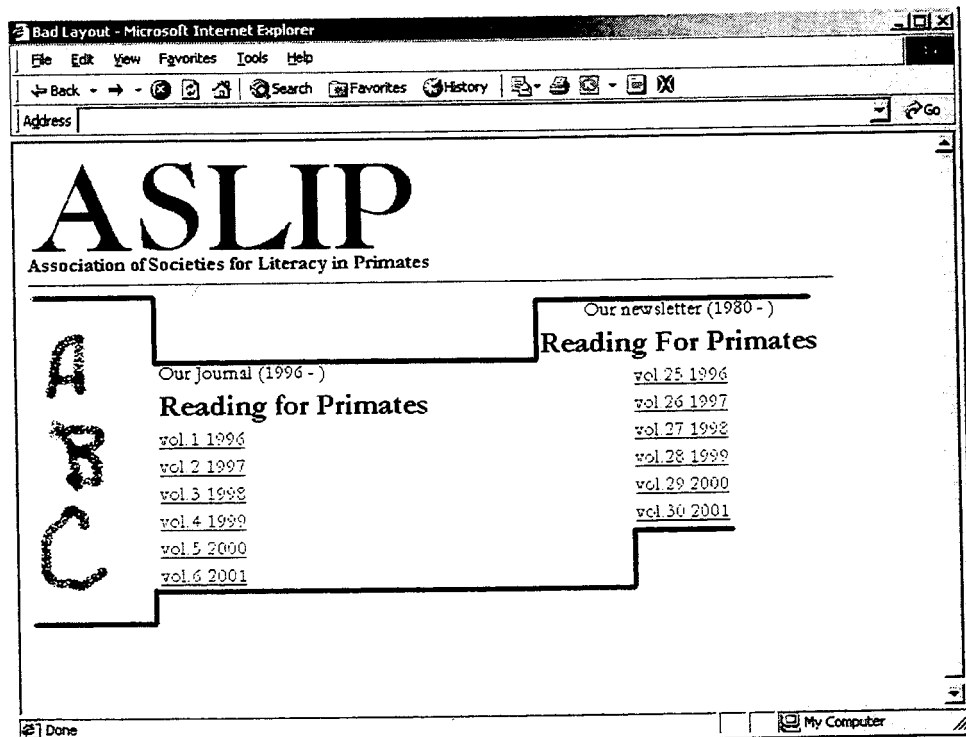 Bad Layout - Microsoft Internet Explorer
File Edit View Favorites Tools Help
Back Search Favorites History
Address Go
ASLIP
Association of Societies for Literacy in Primates
A
B
C
Our Journal (1996 - )
Reading for Primates
vol.1 1996
vol 2 1997
vol.3 1998
vol.4 1999
vol.5 2000
vol.6 2001
Our newsletter (1980 - )
Reading For Primates
vol.25 1996
vol.26 1997
vol.27 1998
vol.28 1999
vol.29 2000
vol.30 2001
Done My Computer